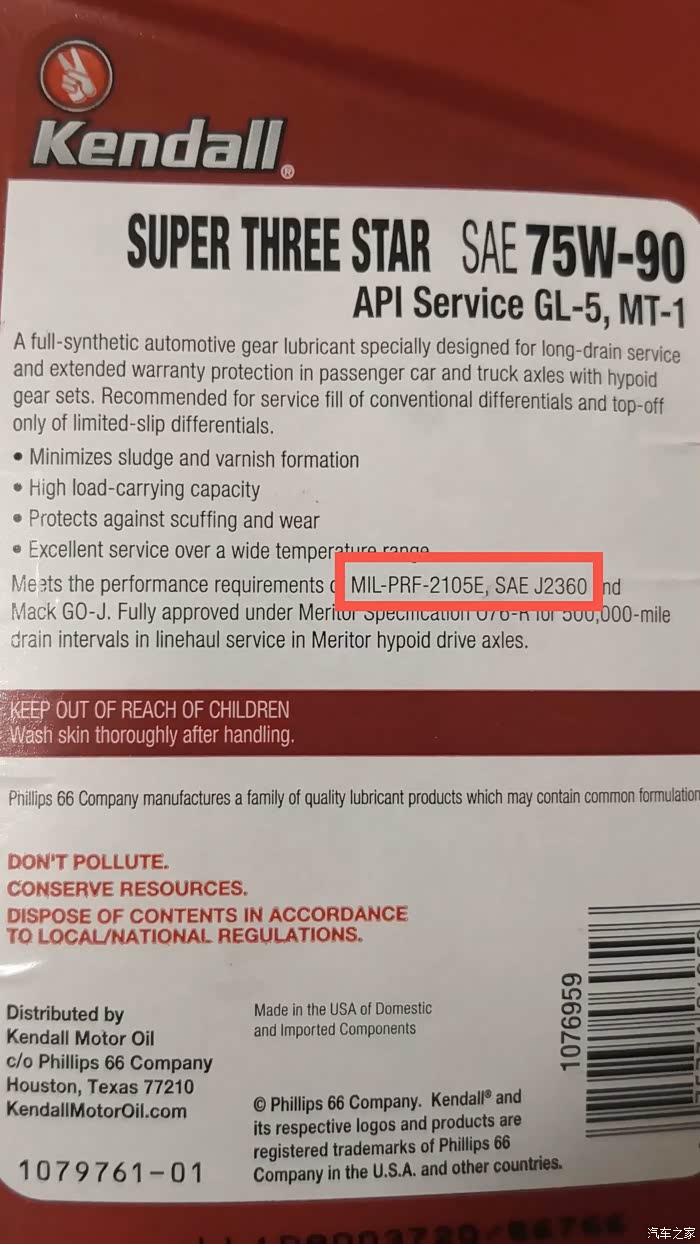 Kendall®
SUPER THREE STAR SAE 75W-90
API Service GL-5, MT-1
A full-synthetic automotive gear lubricant specially designed for long-drain service
and extended warranty protection in passenger car and truck axles with hypoid
gear sets. Recommended for service fill of conventional differentials and top-off
only of limited-slip differentials.
• Minimizes sludge and varnish formation
• High load-carrying capacity
• Protects against scuffing and wear
• Excellent service over a wide temperature range
Meets the performance requirements MIL-PRF-2105E, SAE J2360 nd
Mack GO-J. Fully approved under Meritor Specification 076-R for 500,000-mile
drain intervals in linehaul service in Meritor hypoid drive axles.
KEEP OUT OF REACH OF CHILDREN
Wash skin thoroughly after handling.
Phillips 66 Company manufactures a family of quality lubricant products which may contain common formulation
DON'T POLLUTE.
CONSERVE RESOURCES.
DISPOSE OF CONTENTS IN ACCORDANCE
TO LOCAL/NATIONAL REGULATIONS.
Distributed by
Kendall Motor Oil
c/o Phillips 66 Company
Houston, Texas 77210
KendallMotorOil.com
1079761-01
Made in the USA of Domestic
and Imported Components
© Phillips 66 Company. Kendall® and
its respective logos and products are
registered trademarks of Phillips 66
Company in the U.S.A. and other countries.
1076959
汽车之家